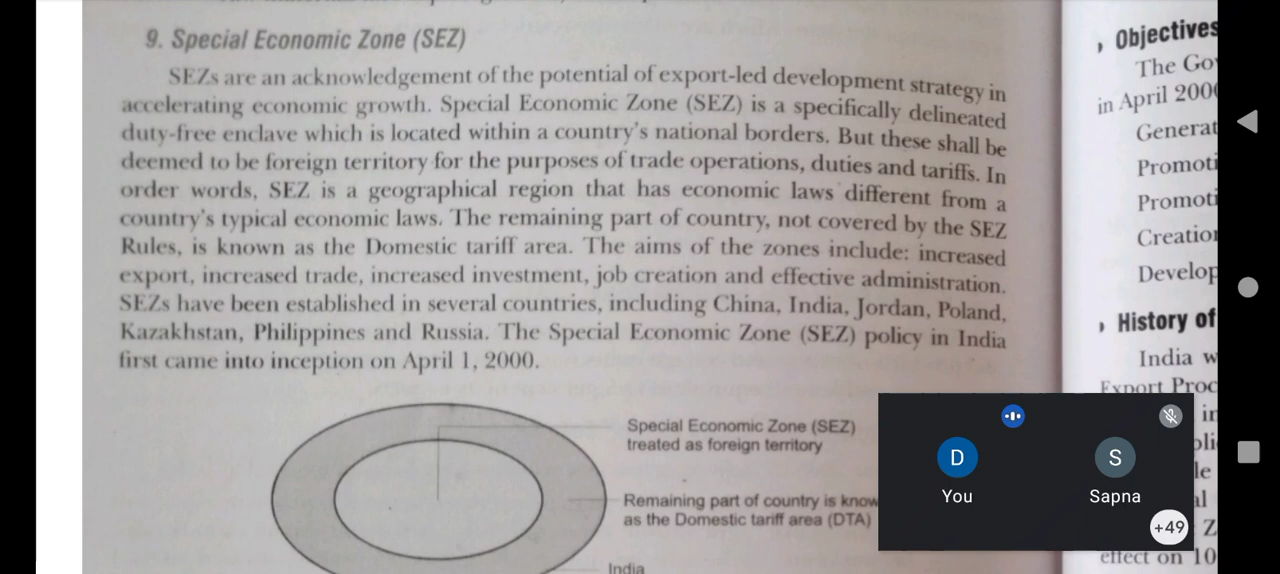 9. Special Economic Zone (SEZ)
SEZs are an acknowledgement of the potential of export-led development strategy in
accelerating economic growth. Special Economic Zone (SEZ) is a specifically delineated
duty-free enclave which is located within a country's national borders. But these shall be
deemed to be foreign territory for the purposes of trade operations, duties and tariffs. In
order words, SEZ is a geographical region that has economic laws different from a
country's typical economic laws. The remaining part of country, not covered by the SEZ
Rules, is known as the Domestic tariff area. The aims of the zones include: increased
export, increased trade, increased investment, job creation and effective administration.
SEZs have been established in several countries, including China, India, Jordan, Poland,
Kazakhstan, Philippines and Russia. The Special Economic Zone (SEZ) policy in India
first came into inception on April 1, 2000.
Special Economic Zone (SEZ)
treated as foreign territory
Remaining part of country is know
as the Domestic tariff area (DTA)
India
Objectives
The Go
in April 200
Generat
Promoti
Promoti
Creation
Develop
History of
India w
Export Proc
effect on 10
D
You
S
Sapna
+49